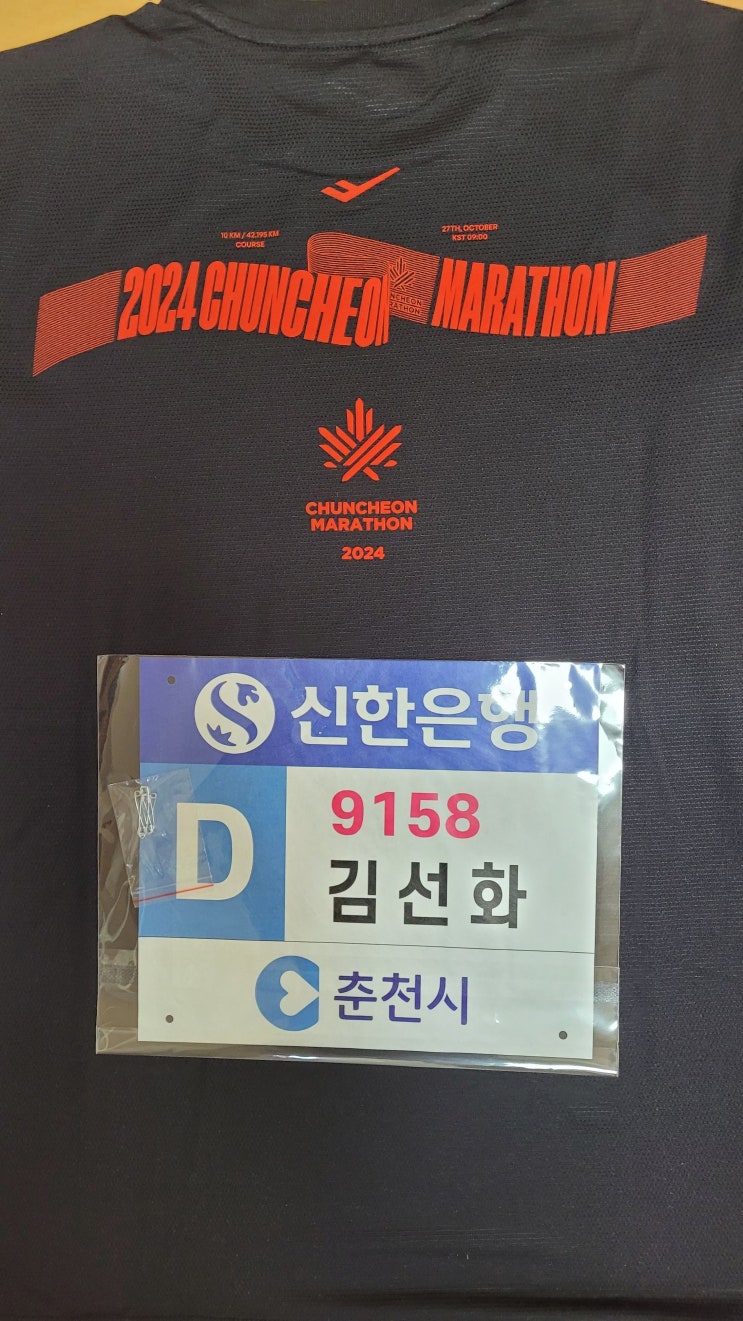 10 KM / 42.195 KM
COURSE
27TH, OCTOBER
KST 09:00
2024 CHUNCHEON MARATHON
CHUNCHEON
MARATHON
2024
신한은행
D
9158
김선화
춘천시